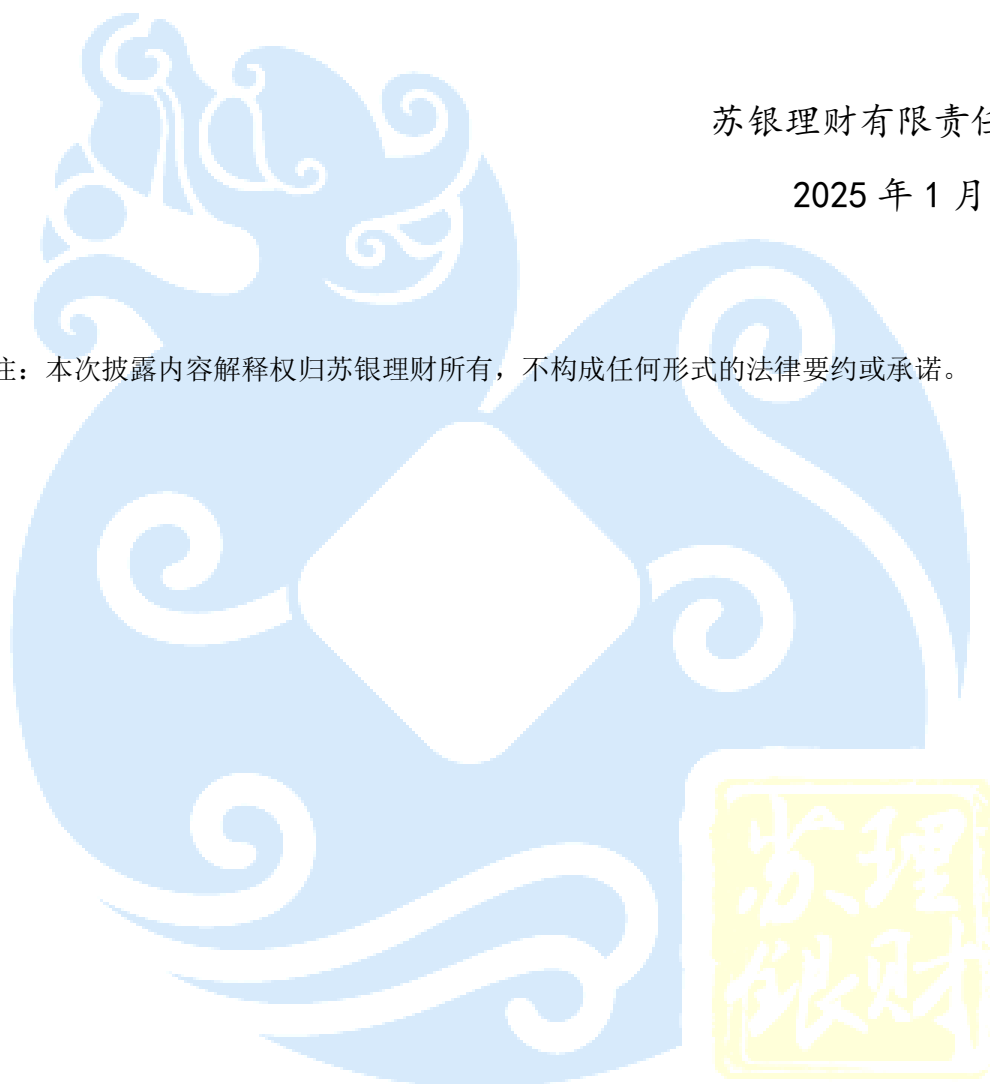 苏银理财有限责任
2025 年 1 月
注：本次披露内容解释权归苏银理财所有，不构成任何形式的法律要约或承诺。
苏理
银财